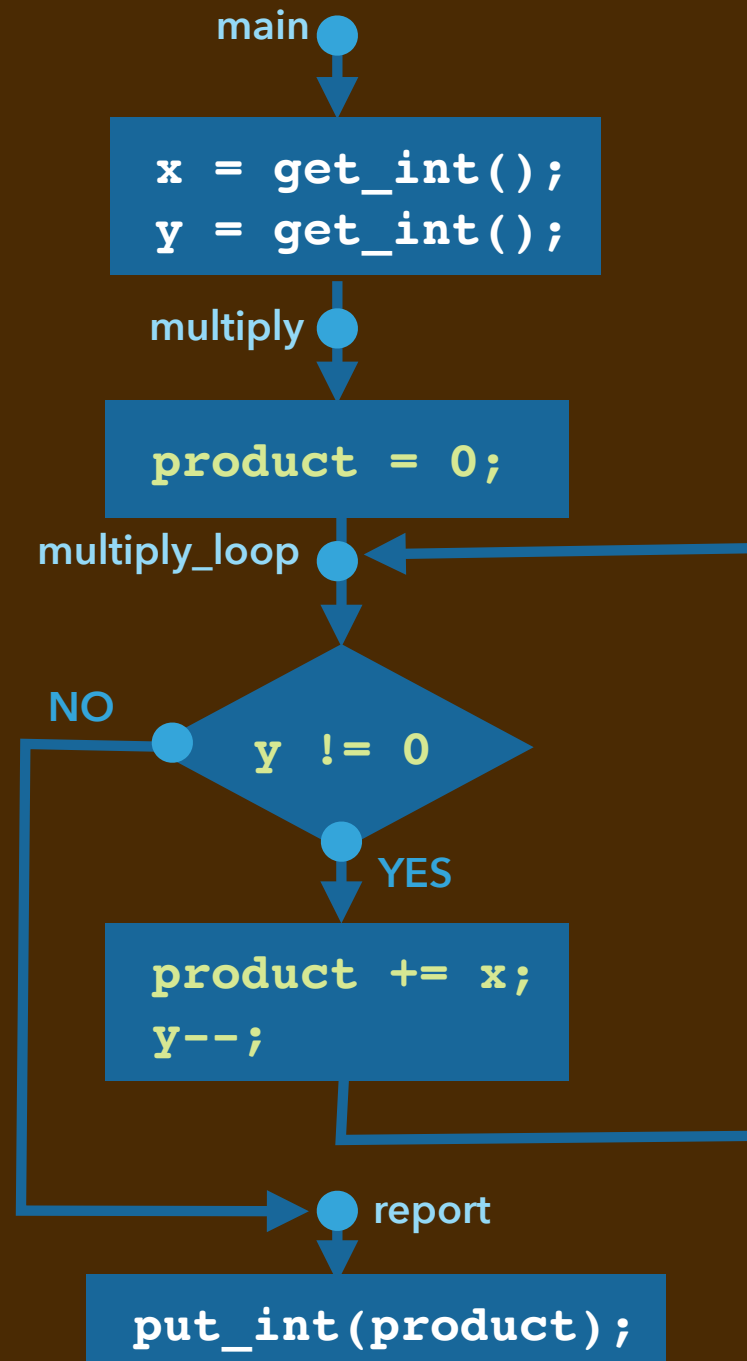 main
x = get_int();
y = get_int();
multiply
product = 0;
multiply_loop
NO
y != 0
YES
product += x;
y--;
report
put_int(product);